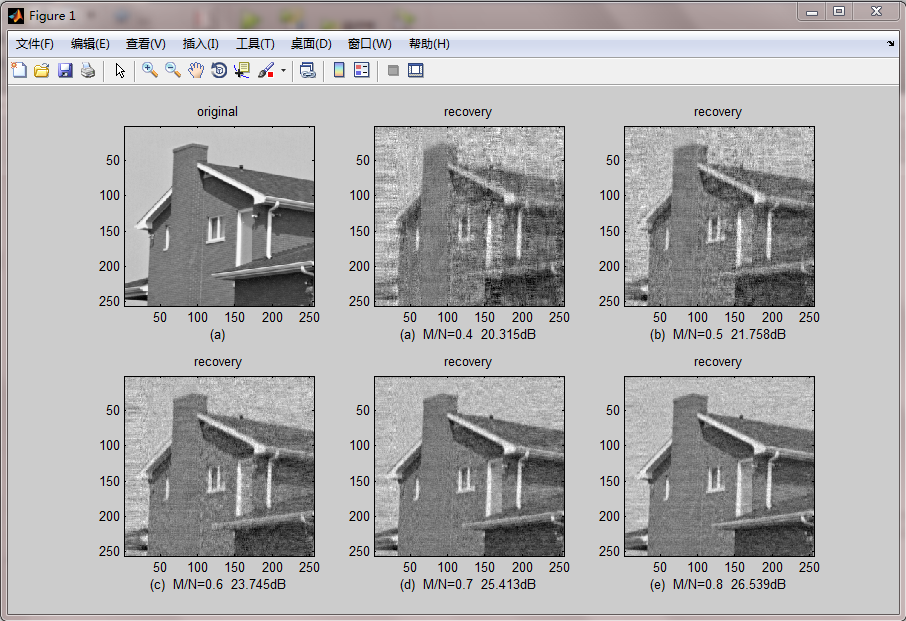 Figure 1
文件(F) 编辑(E) 查看(V) 插入(I) 工具(T) 桌面(D) 窗口(W) 帮助(H)
original recovery recovery
50 50 50
100 100 100
150 150 150
200 200 200
250 250 250
50 100 150 200 250 50 100 150 200 250 50 100 150 200 250
(a) (a) M/N=0.4 20.315dB (b) M/N=0.5 21.758dB
recovery recovery recovery
50 50 50
100 100 100
150 150 150
200 200 200
250 250 250
50 100 150 200 250 50 100 150 200 250 50 100 150 200 250
(c) M/N=0.6 23.745dB (d) M/N=0.7 25.413dB (e) M/N=0.8 26.539dB